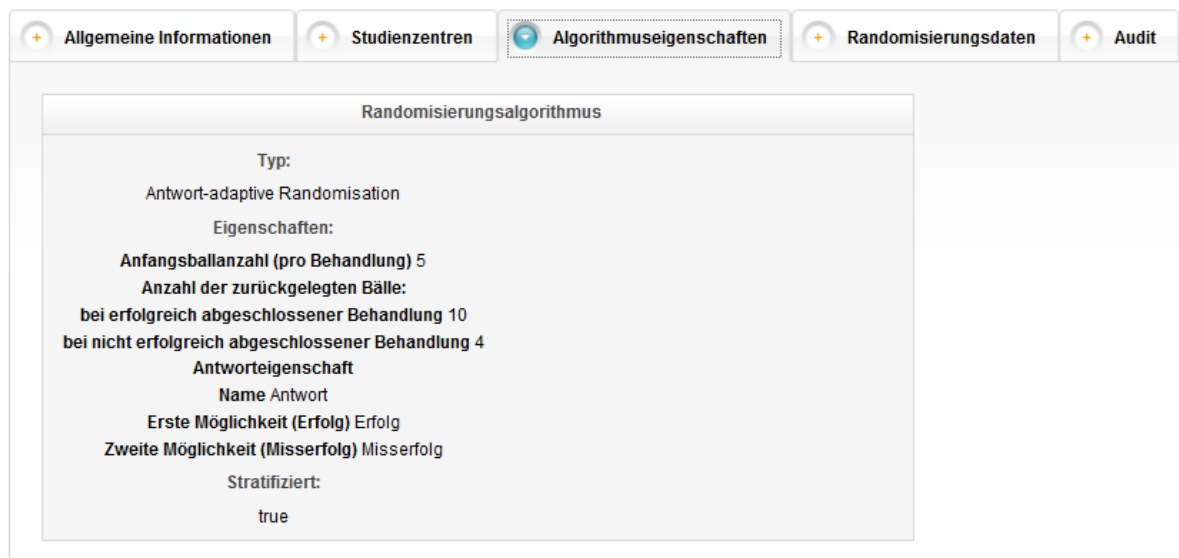 Allgemeine Informationen Studienzentren Algorithmuseigenschaften Randomisierungsdaten Audit
Randomisierungsalgorithmus
Typ:
Antwort-adaptive Randomisation
Eigenschaften:
Anfangsballanzahl (pro Behandlung) 5
Anzahl der zurückgelegten Bälle:
bei erfolgreich abgeschlossener Behandlung 10
bei nicht erfolgreich abgeschlossener Behandlung 4
Antworteigenschaft
Name Antwort
Erste Möglichkeit (Erfolg) Erfolg
Zweite Möglichkeit (Misserfolg) Misserfolg
Stratifiziert:
true